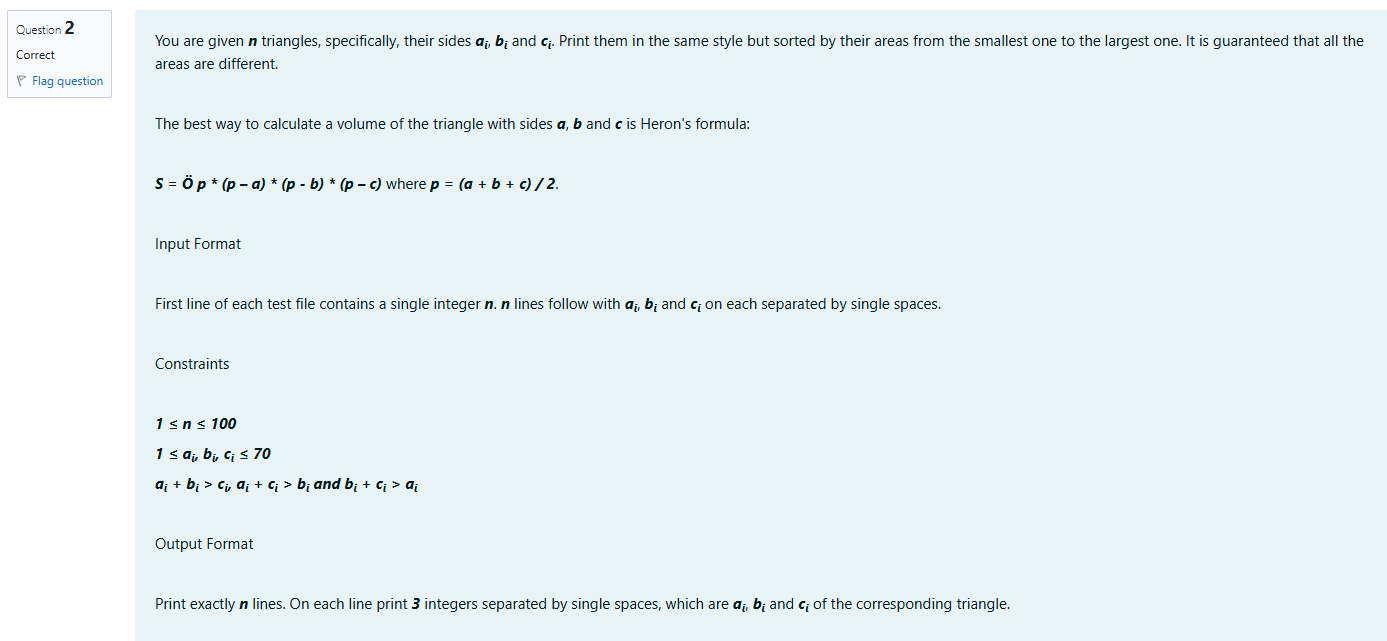 Question 2
Correct
Flag question
You are given n triangles, specifically, their sides ai, bi and ci. Print them in the same style but sorted by their areas from the smallest one to the largest one. It is guaranteed that all the
areas are different.
The best way to calculate a volume of the triangle with sides a, b and c is Heron's formula:
S = Ö p * (p – a) * (p - b) * (p – c) where p = (a + b + c) / 2.
Input Format
First line of each test file contains a single integer n. n lines follow with ai, bi and ci on each separated by single spaces.
Constraints
1 ≤ n ≤ 100
1 ≤ ai, bi, ci ≤ 70
ai + bi > ci, ai + ci > bi and bi + ci > ai
Output Format
Print exactly n lines. On each line print 3 integers separated by single spaces, which are ai, bi and ci of the corresponding triangle.